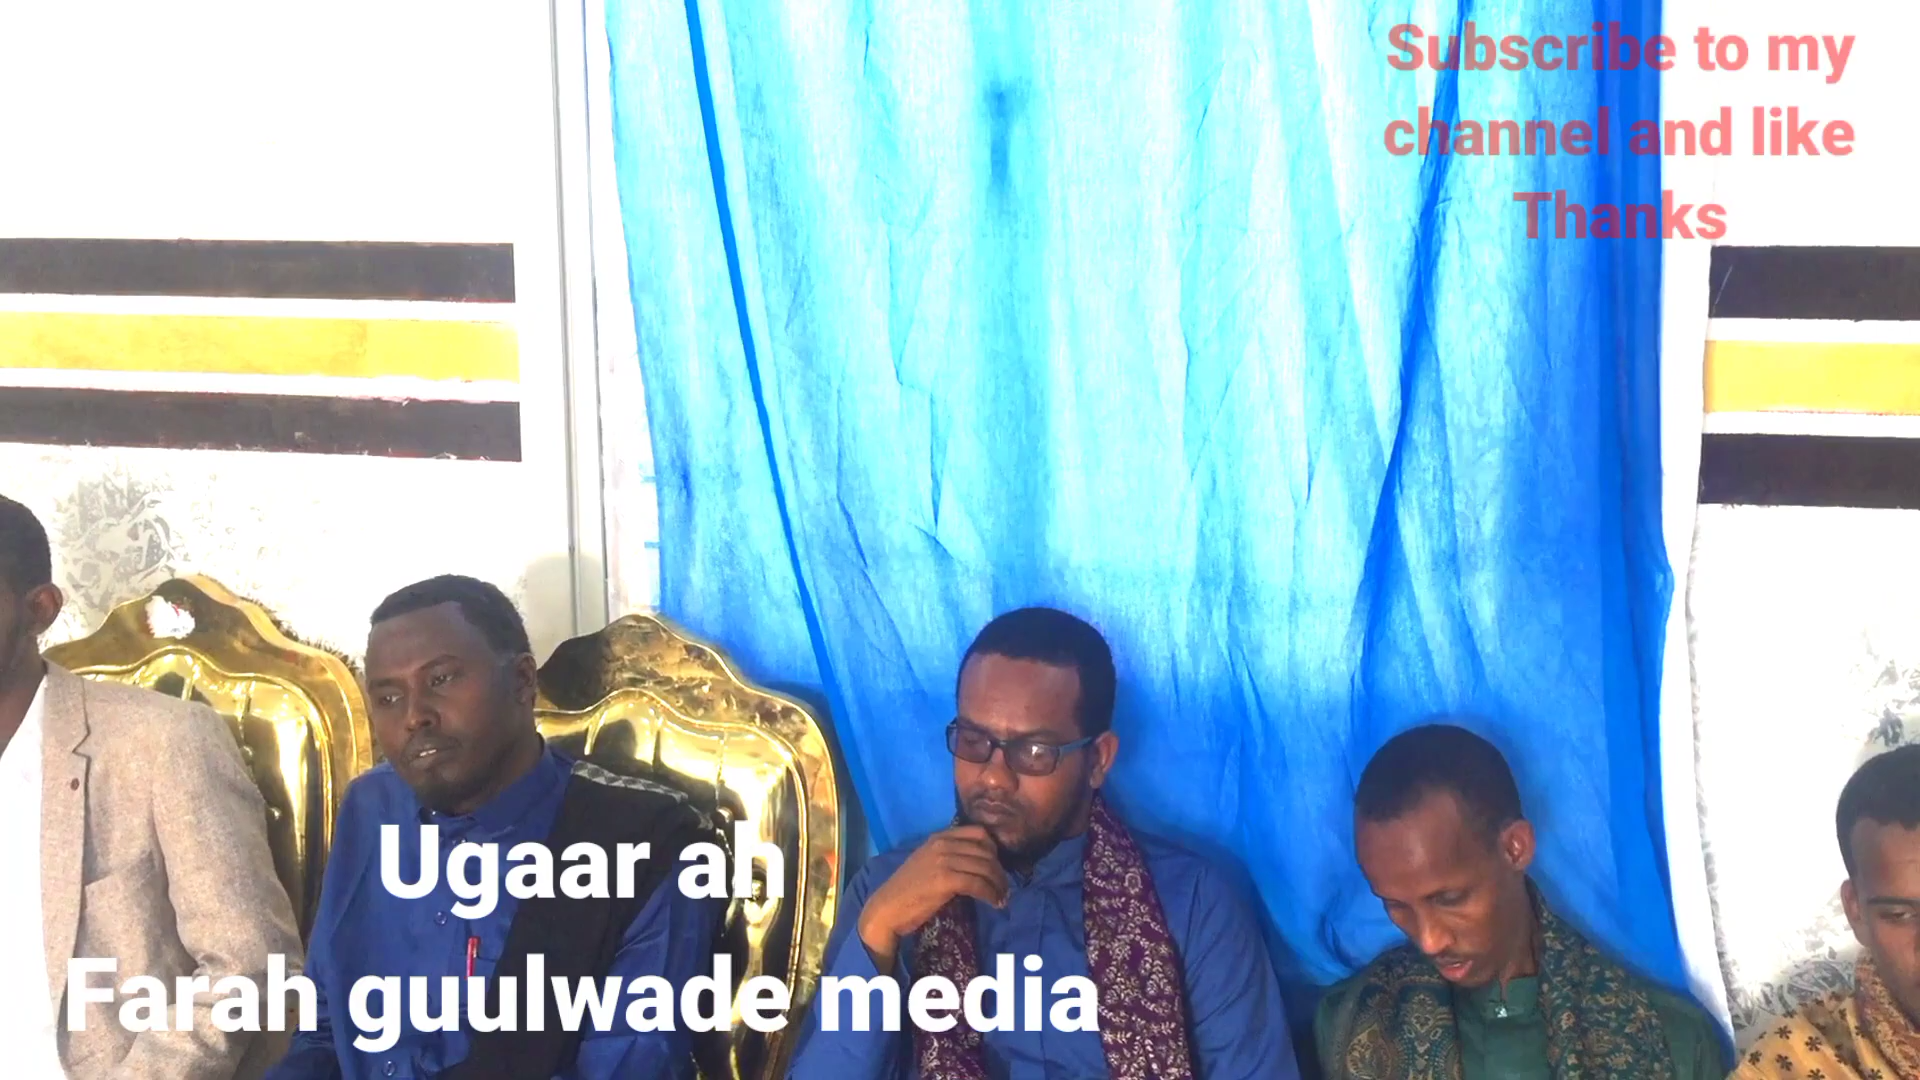 Subscribe to my
channel and like
Thanks
Ugaar ah
Farah guulwade media